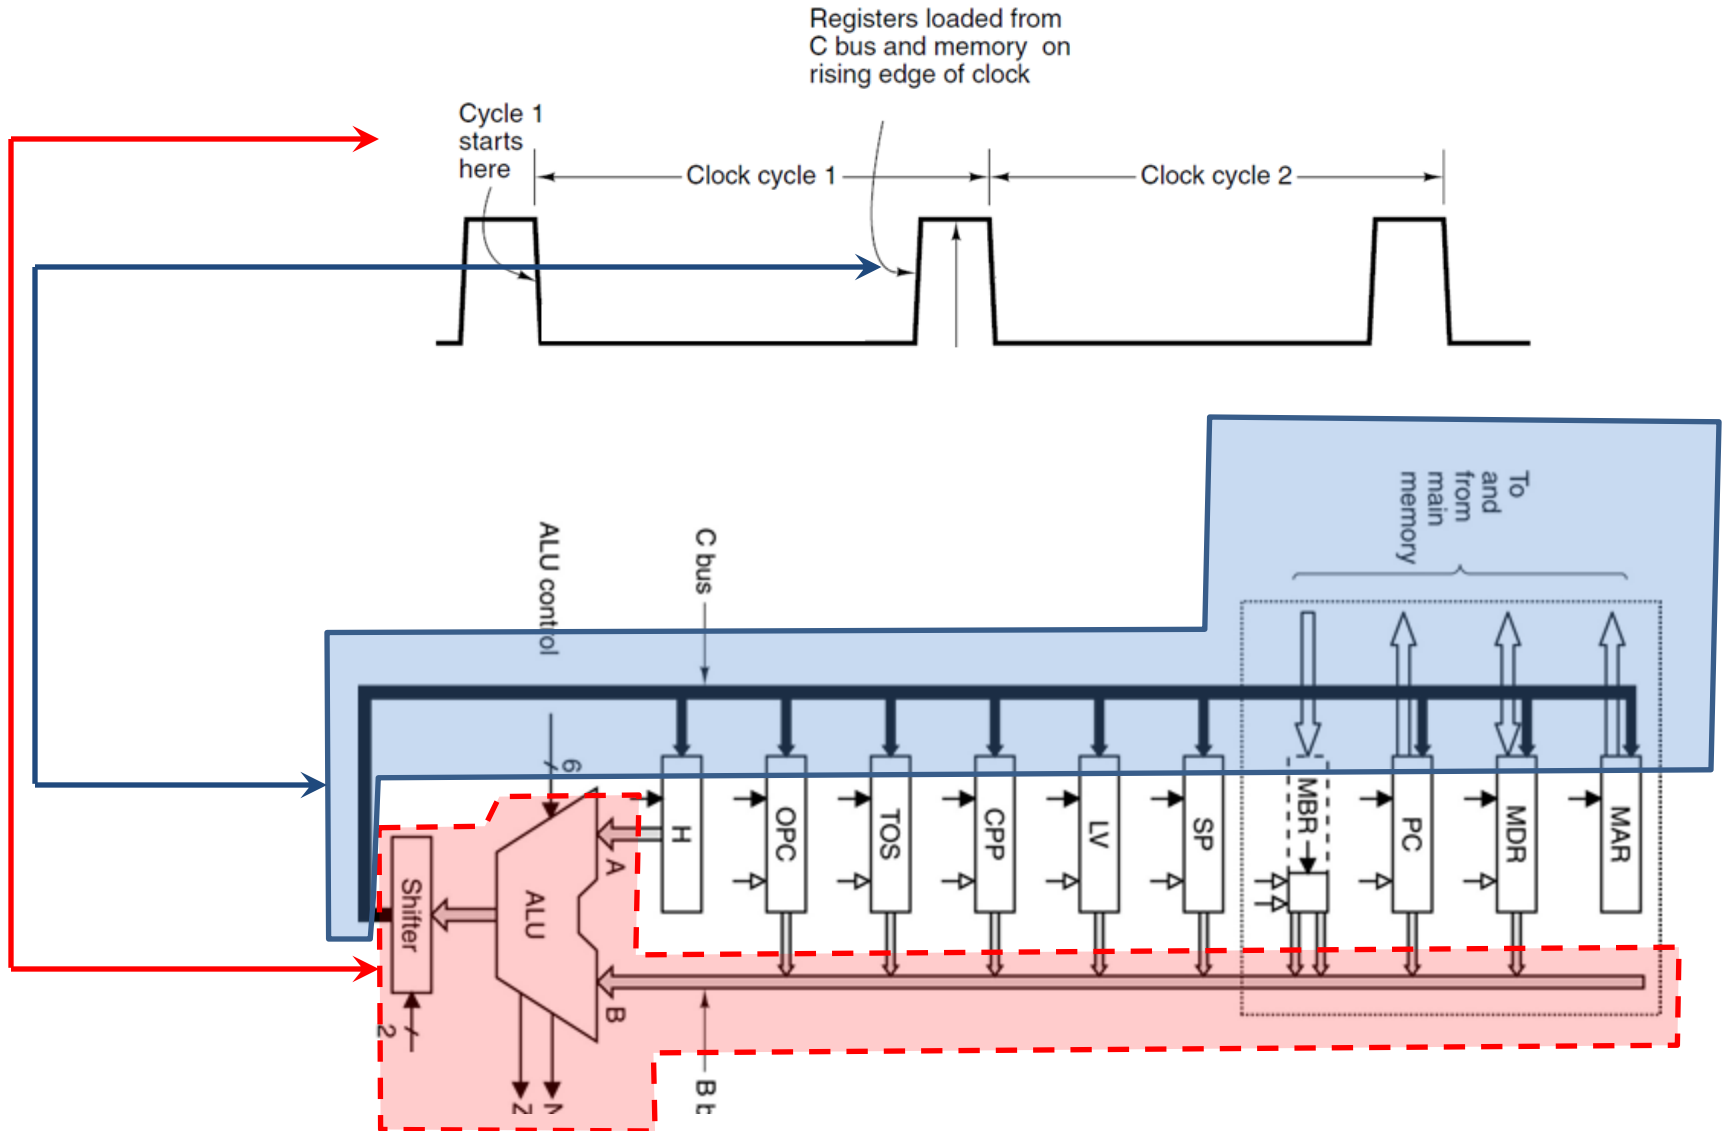 Registers loaded from
C bus and memory on
rising edge of clock
Cycle 1
starts
here
Clock cycle 1
Clock cycle 2
To
and
from
main
memory
ALU control
C bus
6
H
OPC
TOS
CPP
LV
SP
MBR
PC
MDR
MAR
A
ALU
Shifter
B
2
Z
N
B b